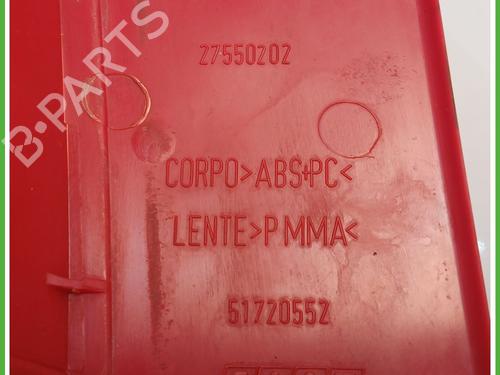 B-PARTS
27550202
CORPO>ABS+PC<
LENTE>PMMA<
51720552